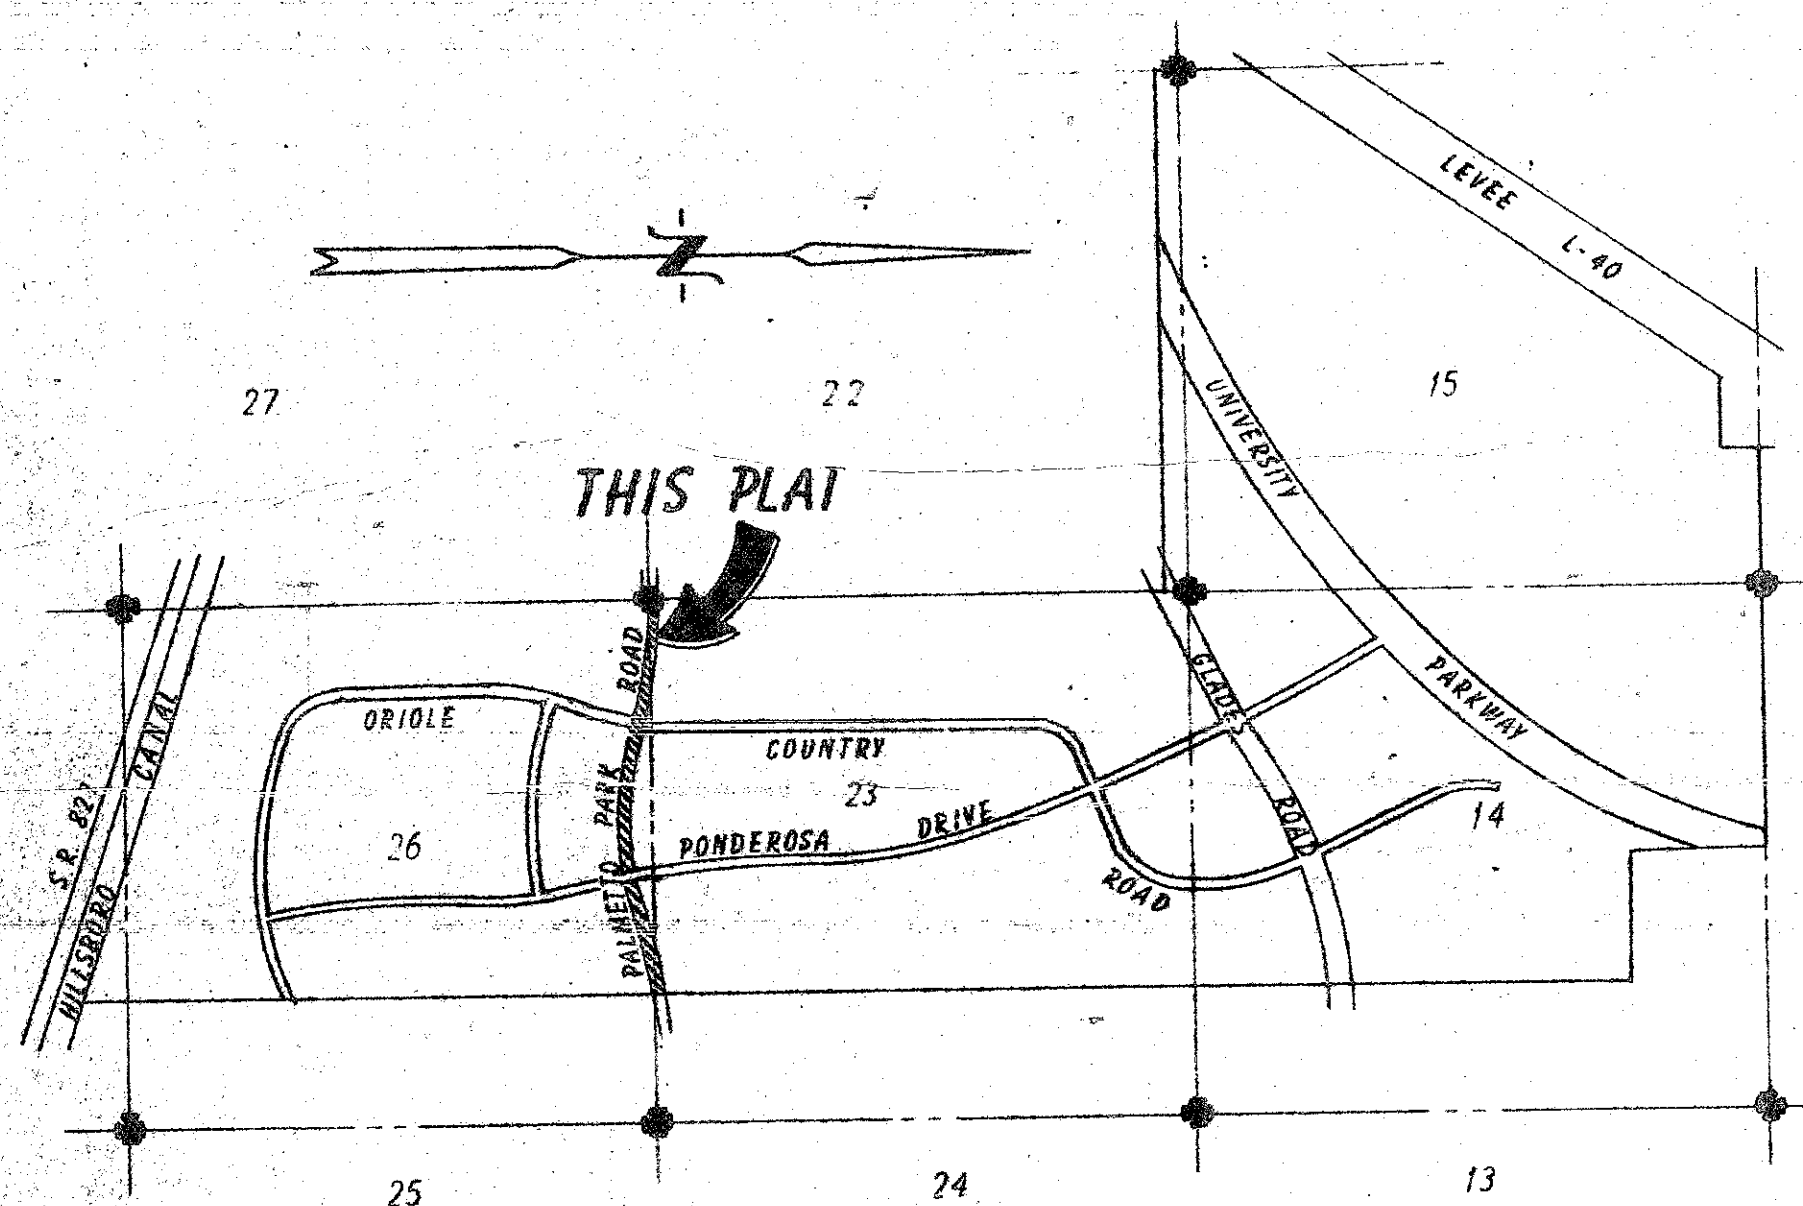 LEVEE
L-40
N
27
22
15
UNIVERSITY
THIS PLAT
GLADES
PARKWAY
ORIOLE
ROAD
COUNTRY
23
PALMETTO PARK ROAD
PONDEROSA DRIVE
ROAD
14
26
S.R. 827
HILLSBORO CANAL
ROAD
25
24
13